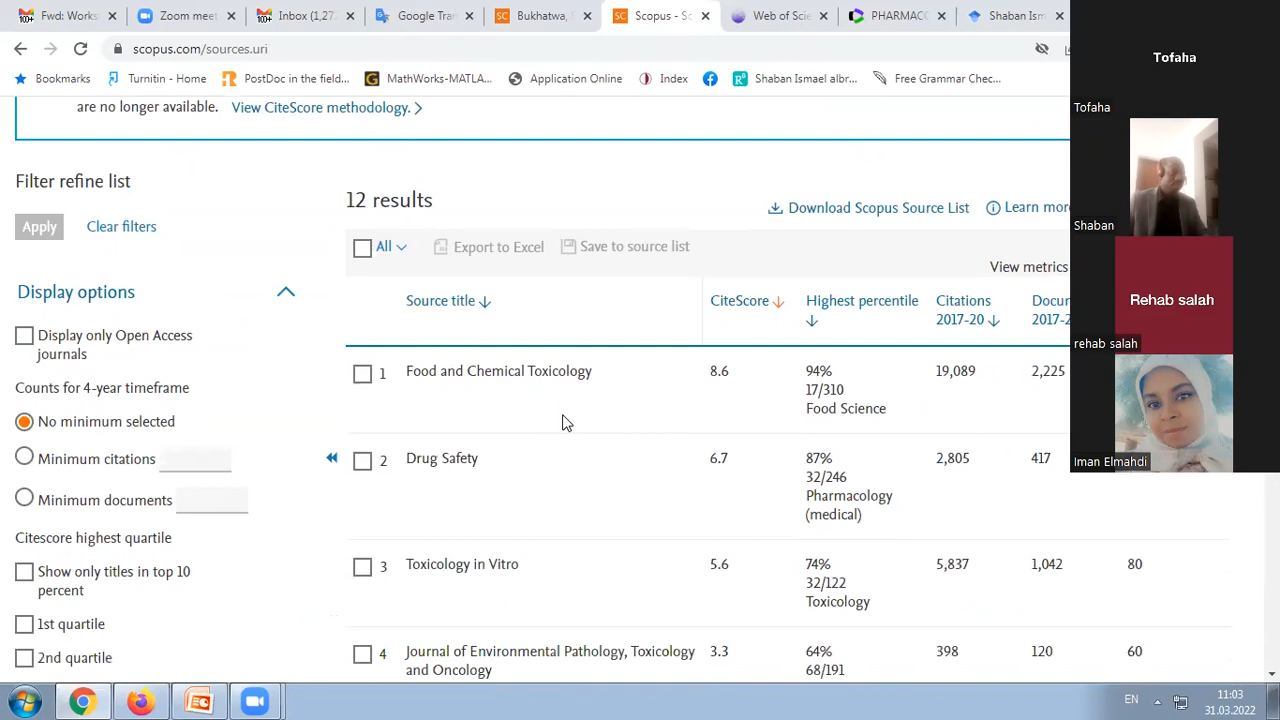 Fwd: Works
Zoom meet
Inbox (1,27
Google Tra
Bukhatwa,
Scopus - Sc
Web of Scie
PHARMACO
Shaban Ism
scopus.com/sources.uri
Bookmarks
Turnitin - Home
PostDoc in the field...
MathWorks-MATLA...
Application Online
Index
Shaban Ismael albr...
Free Grammar Chec...
are no longer available. View CiteScore methodology. >
Filter refine list
Apply
Clear filters
Display options
Display only Open Access
journals
Counts for 4-year timeframe
No minimum selected
Minimum citations
Minimum documents
Citescore highest quartile
Show only titles in top 10
percent
1st quartile
2nd quartile
12 results
Download Scopus Source List
Learn more
All
Export to Excel
Save to source list
View metrics
Source title
CiteScore
Highest percentile
Citations
2017-20
Docum
2017-2
1
Food and Chemical Toxicology
8.6
94%
17/310
Food Science
19,089
2,225
2
Drug Safety
6.7
87%
32/246
Pharmacology
(medical)
2,805
417
3
Toxicology in Vitro
5.6
74%
32/122
Toxicology
5,837
1,042
80
4
Journal of Environmental Pathology, Toxicology
and Oncology
3.3
64%
68/191
398
120
60
Tofaha
Tofaha
Shaban
Rehab salah
rehab salah
Iman Elmahdi
EN
11:03
31.03.2022